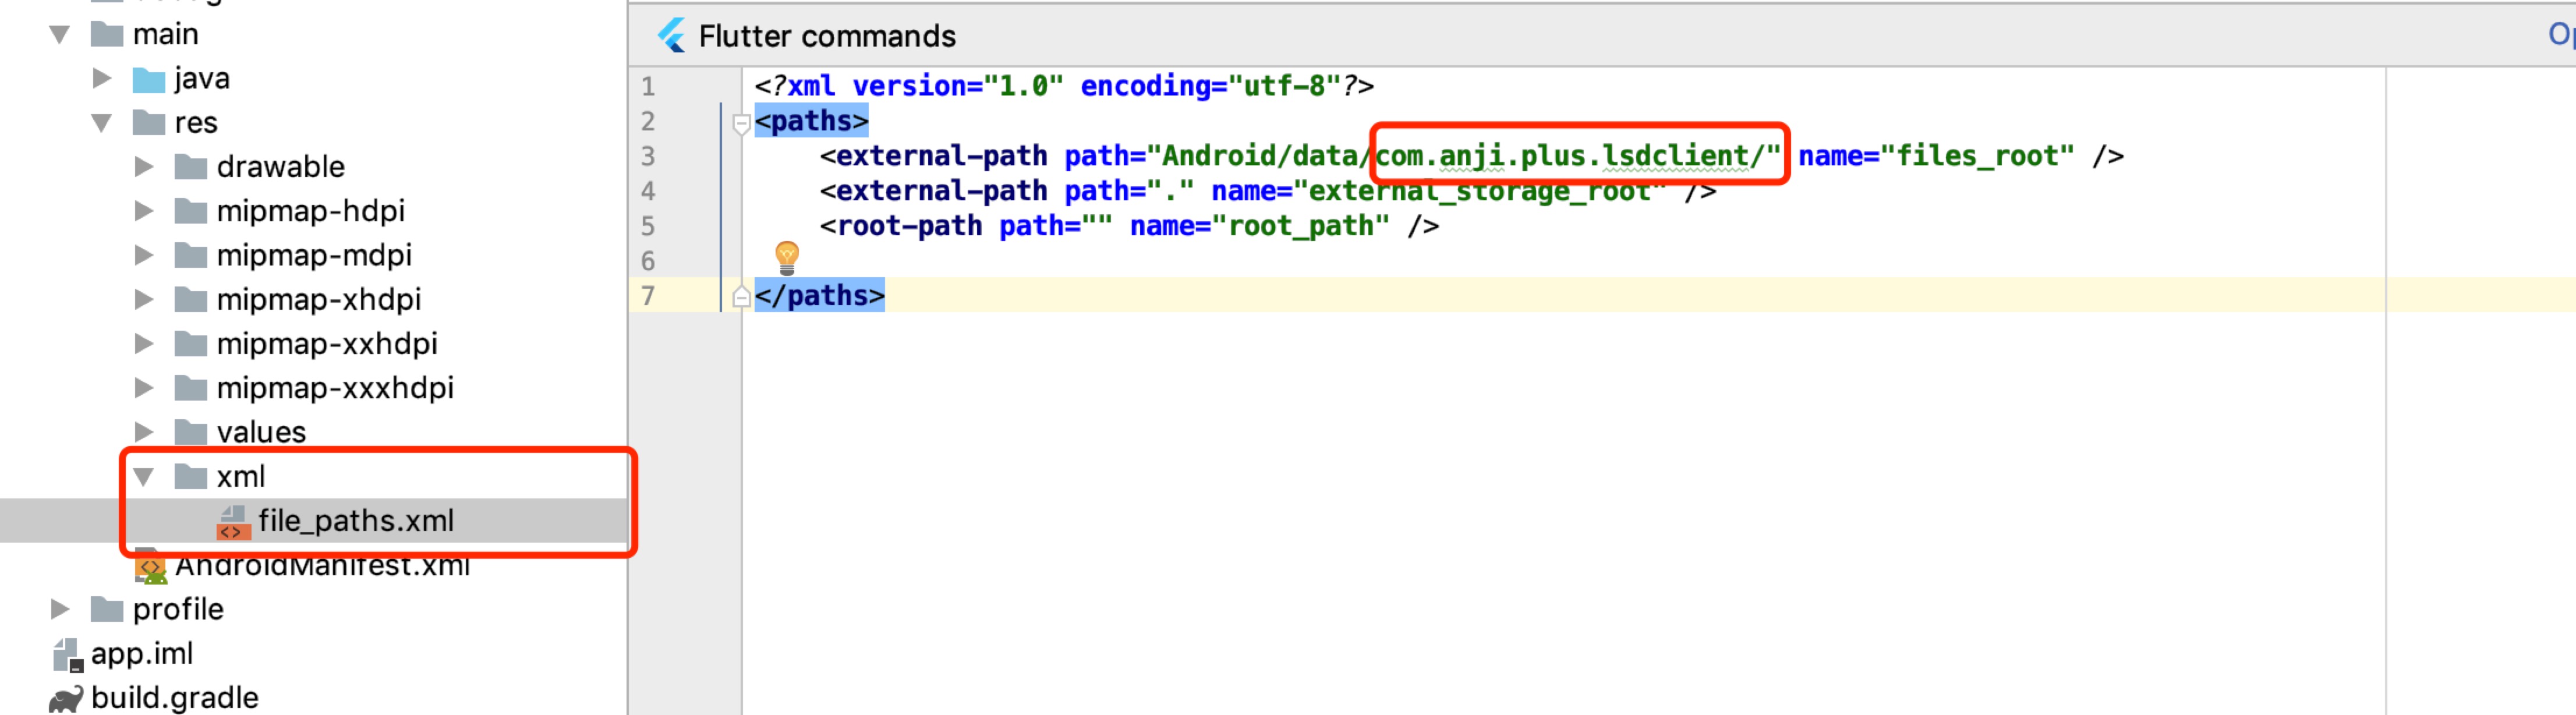 main
java
res
drawable
mipmap-hdpi
mipmap-mdpi
mipmap-xhdpi
mipmap-xxhdpi
mipmap-xxxhdpi
values
xml
file_paths.xml
AndroidManifest.xml
profile
app.iml
build.gradle
Flutter commands
Op
1 <?xml version="1.0" encoding="utf-8"?>
2 <paths>
3 <external-path path="Android/data/com.anji.plus.lsdclient/" name="files_root" />
4 <external-path path="." name="external_storage_root" />
5 <root-path path="" name="root_path" />
6
7 </paths>